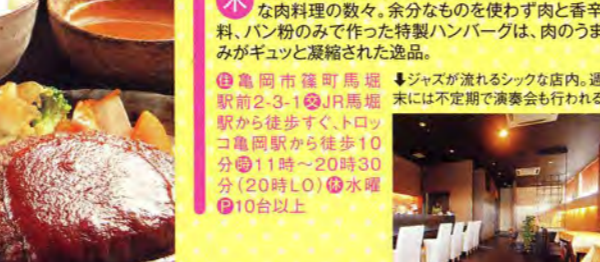 な肉料理の数々。余分なものを使わず肉と香辛
料、パン粉のみで作った特製ハンバーグは、肉のうま
みがギュッと凝縮された逸品。
住亀岡市篠町馬堀
駅前2-3-1交JR馬堀
駅から徒歩すぐ、トロッ
コ亀岡駅から徒歩10
分時11時～20時30
分(20時LO)休水曜
P10台以上
⬇ジャズが流れるシックな店内。週
末には不定期で演奏会も行われる